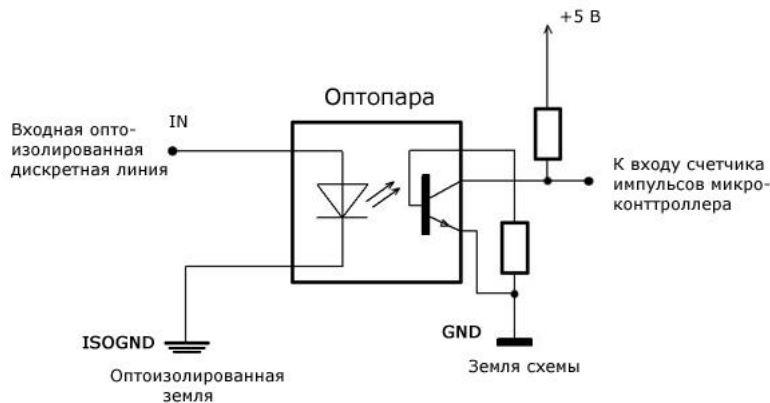 +5 В
Оптопара
IN
Входная опто-
изолированная
дискретная линия
К входу счетчика
импульсов микро-
конттроллера
ISOGND
Оптоизолированная
земля
GND
Земля схемы